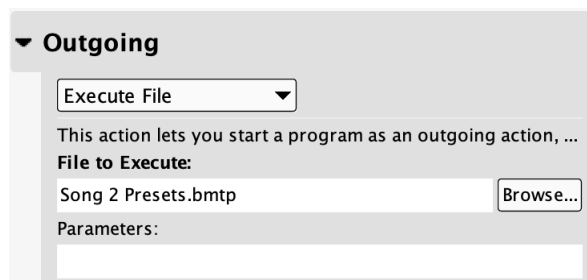 Outgoing
Execute File
This action lets you start a program as an outgoing action, ...
File to Execute:
Song 2 Presets.bmtp
Browse...
Parameters: